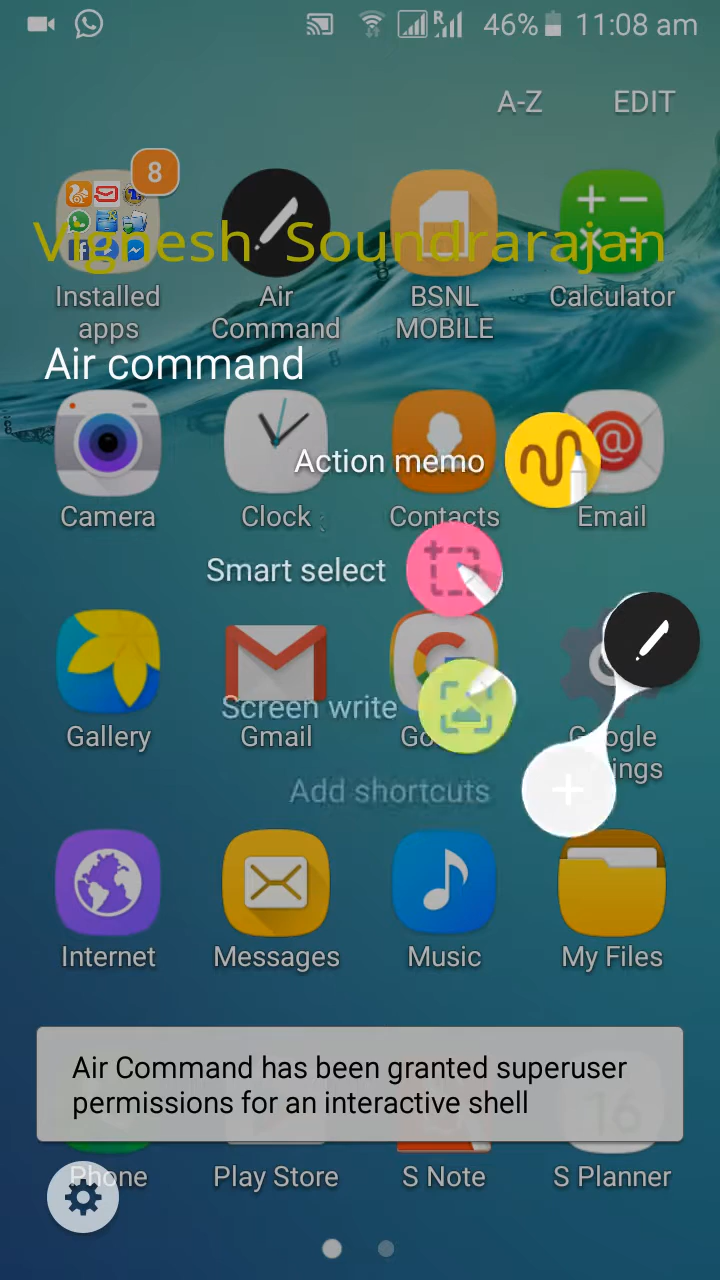 46% 11:08 am
A-Z EDIT
8
Vignesh Soundrarajan
Installed apps
Air Command
BSNL MOBILE
Calculator
Air command
Action memo
Camera
Clock
Contacts
Email
Smart select
Screen write
Gallery
Gmail
Add shortcuts
Internet
Messages
Music
My Files
Air Command has been granted superuser
permissions for an interactive shell
16
Phone
Play Store
S Note
S Planner